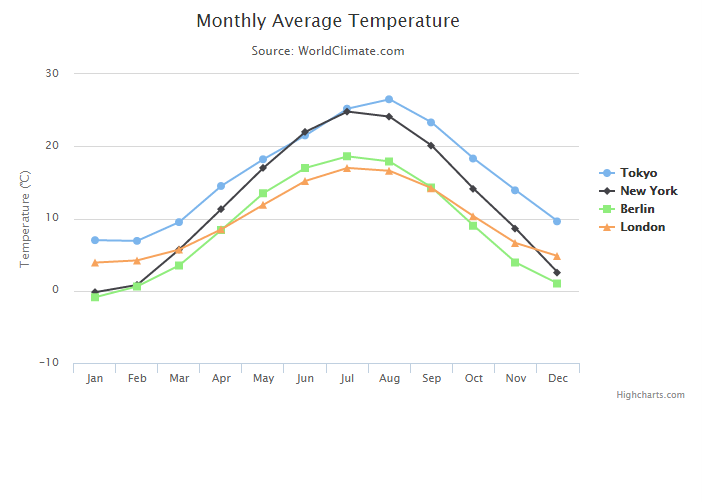 Monthly Average Temperature
Source: WorldClimate.com
Temperature (°C)
30
20
10
0
-10
Jan Feb Mar Apr May Jun Jul Aug Sep Oct Nov Dec
Tokyo
New York
Berlin
London
Highcharts.com